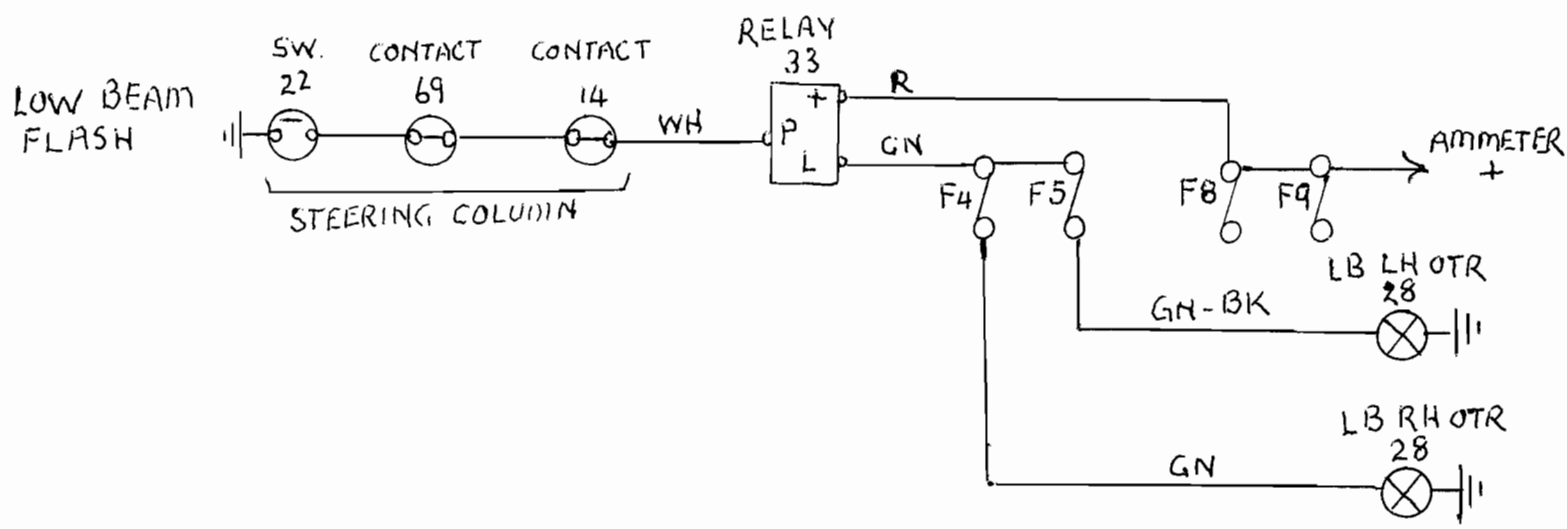 LOW BEAM
FLASH
SW.
22
CONTACT
69
CONTACT
14
STEERING COLUMN
WH
RELAY
33
+
P
L
R
GN
F4
F5
F8
F9
AMMETER
+
LB LH OTR
28
GN-BK
LB RH OTR
28
GN